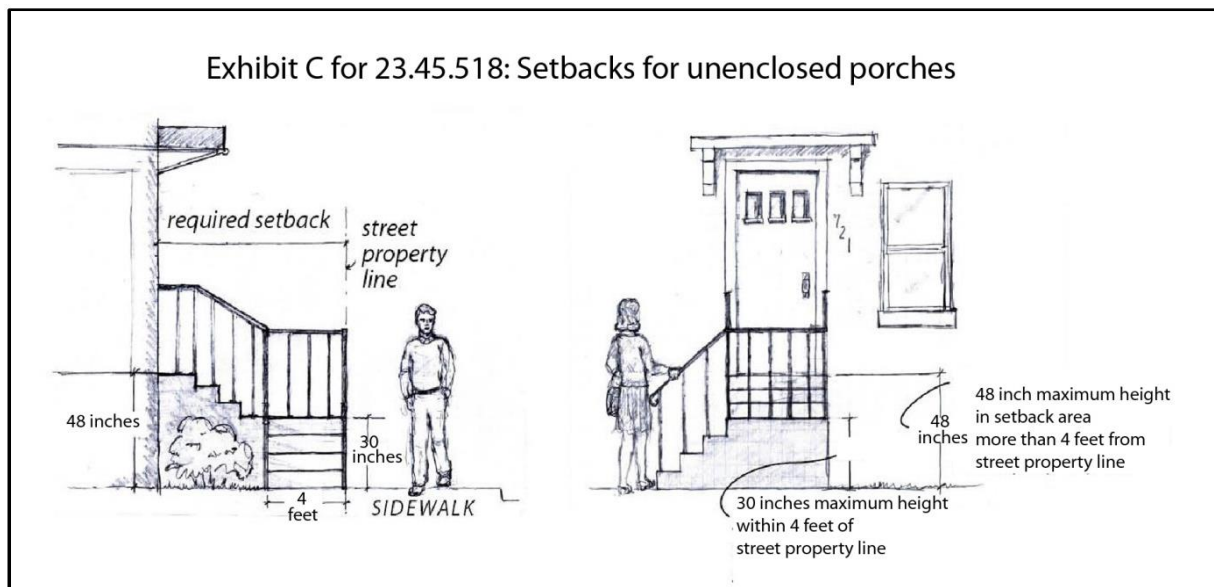 Exhibit C for 23.45.518: Setbacks for unenclosed porches
required setback
street
property
line
48 inches
30
inches
4
feet
SIDEWALK
721
48
inches
48 inch maximum height
in setback area
more than 4 feet from
street property line
30 inches maximum height
within 4 feet of
street property line